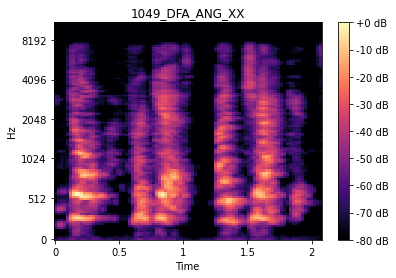 1049_DFA_ANG_XX
Hz
8192
4096
2048
1024
512
0
0
0.5
1
1.5
2
Time
+0 dB
-10 dB
-20 dB
-30 dB
-40 dB
-50 dB
-60 dB
-70 dB
-80 dB